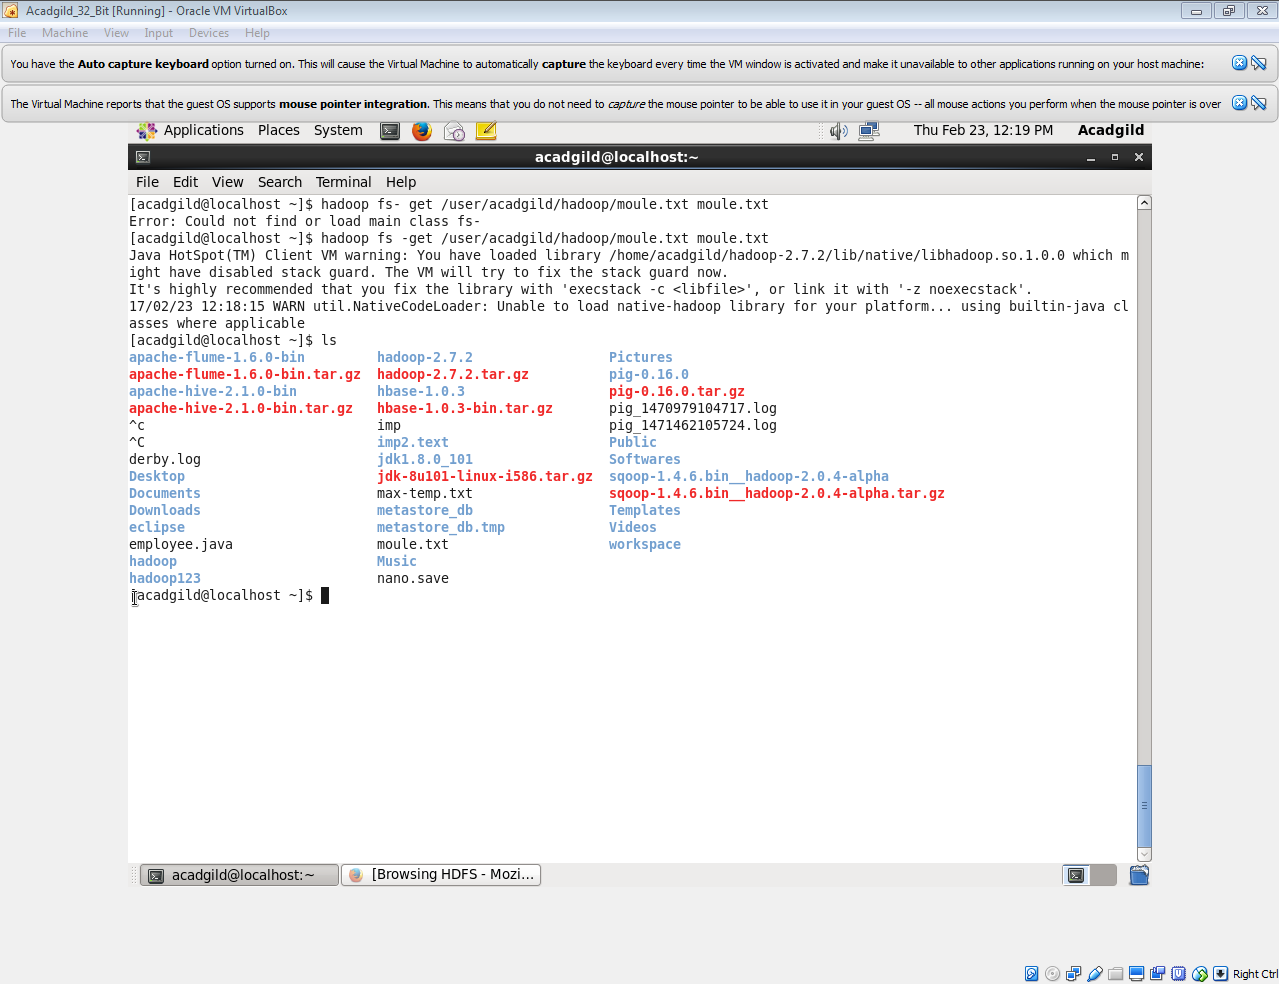 Acadgild_32_Bit [Running] - Oracle VM VirtualBox
File Machine View Input Devices Help
You have the Auto capture keyboard option turned on. This will cause the Virtual Machine to automatically capture the keyboard every time the VM window is activated and make it unavailable to other applications running on your host machine:
The Virtual Machine reports that the guest OS supports mouse pointer integration. This means that you do not need to capture the mouse pointer to be able to use it in your guest OS -- all mouse actions you perform when the mouse pointer is over
Applications Places System Thu Feb 23, 12:19 PM Acadgild
acadgild@localhost:~
File Edit View Search Terminal Help
[acadgild@localhost ~]$ hadoop fs- get /user/acadgild/hadoop/moule.txt moule.txt
Error: Could not find or load main class fs-
[acadgild@localhost ~]$ hadoop fs -get /user/acadgild/hadoop/moule.txt moule.txt
Java HotSpot(TM) Client VM warning: You have loaded library /home/acadgild/hadoop-2.7.2/lib/native/libhadoop.so.1.0.0 which m
ight have disabled stack guard. The VM will try to fix the stack guard now.
It's highly recommended that you fix the library with 'execstack -c <libfile>', or link it with '-z noexecstack'.
17/02/23 12:18:15 WARN util.NativeCodeLoader: Unable to load native-hadoop library for your platform... using builtin-java cl
asses where applicable
[acadgild@localhost ~]$ ls
apache-flume-1.6.0-bin hadoop-2.7.2 Pictures
apache-flume-1.6.0-bin.tar.gz hadoop-2.7.2.tar.gz pig-0.16.0
apache-hive-2.1.0-bin hbase-1.0.3 pig-0.16.0.tar.gz
apache-hive-2.1.0-bin.tar.gz hbase-1.0.3-bin.tar.gz pig_1470979104717.log
^c imp pig_1471462105724.log
^C imp2.text Public
derby.log jdk1.8.0_101 Softwares
Desktop jdk-8u101-linux-i586.tar.gz sqoop-1.4.6.bin__hadoop-2.0.4-alpha
Documents max-temp.txt sqoop-1.4.6.bin__hadoop-2.0.4-alpha.tar.gz
Downloads metastore_db Templates
eclipse metastore_db.tmp Videos
employee.java moule.txt workspace
hadoop Music
hadoop123 nano.save
[acadgild@localhost ~]$
acadgild@localhost:~ [Browsing HDFS - Mozi...
Right Ctrl